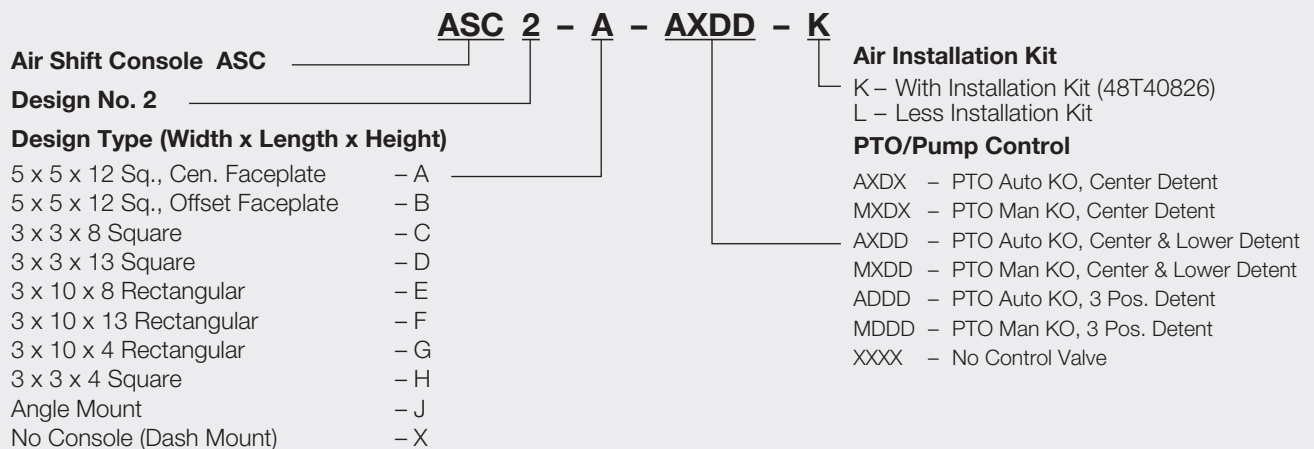 ASC 2 – A – AXDD – K
Air Shift Console ASC
Design No. 2
Design Type (Width x Length x Height)
5 x 5 x 12 Sq., Cen. Faceplate – A
5 x 5 x 12 Sq., Offset Faceplate – B
3 x 3 x 8 Square – C
3 x 3 x 13 Square – D
3 x 10 x 8 Rectangular – E
3 x 10 x 13 Rectangular – F
3 x 10 x 4 Rectangular – G
3 x 3 x 4 Square – H
Angle Mount – J
No Console (Dash Mount) – X
Air Installation Kit
K – With Installation Kit (48T40826)
L – Less Installation Kit
PTO/Pump Control
AXDX – PTO Auto KO, Center Detent
MXDX – PTO Man KO, Center Detent
AXDD – PTO Auto KO, Center & Lower Detent
MXDD – PTO Man KO, Center & Lower Detent
ADDD – PTO Auto KO, 3 Pos. Detent
MDDD – PTO Man KO, 3 Pos. Detent
XXXX – No Control Valve